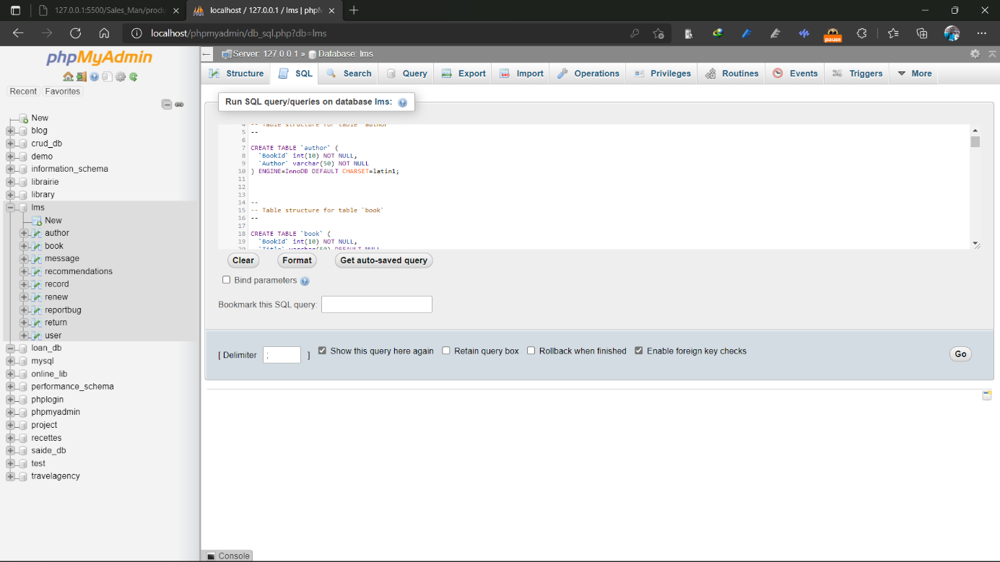 127.0.0.1:5500/Sales_Man/produ
localhost / 127.0.0.1 / lms | phpM
localhost/phpmyadmin/db_sql.php?db=lms
pause
phpMyAdmin
Recent Favorites
New
blog
crud_db
demo
information_schema
librairie
library
lms
New
author
book
message
recommendations
record
renew
reportbug
return
user
loan_db
mysql
online_lib
performance_schema
phplogin
phpmyadmin
project
recettes
saide_db
test
travelagency
Server: 127.0.0.1 » Database: lms
Structure SQL Search Query Export Import Operations Privileges Routines Events Triggers More
Run SQL query/queries on database lms:
4 -- Table structure for table `author`
5 --
6
7 CREATE TABLE `author` (
8 `BookId` int(10) NOT NULL,
9 `Author` varchar(50) NOT NULL
10 ) ENGINE=InnoDB DEFAULT CHARSET=latin1;
11
12
13
14 --
15 -- Table structure for table `book`
16 --
17
18 CREATE TABLE `book` (
19 `BookId` int(10) NOT NULL,
20 `Title` varchar(50) DEFAULT NULL
Clear Format Get auto-saved query
Bind parameters
Bookmark this SQL query:
[ Delimiter ; ] Show this query here again Retain query box Rollback when finished Enable foreign key checks Go
Console